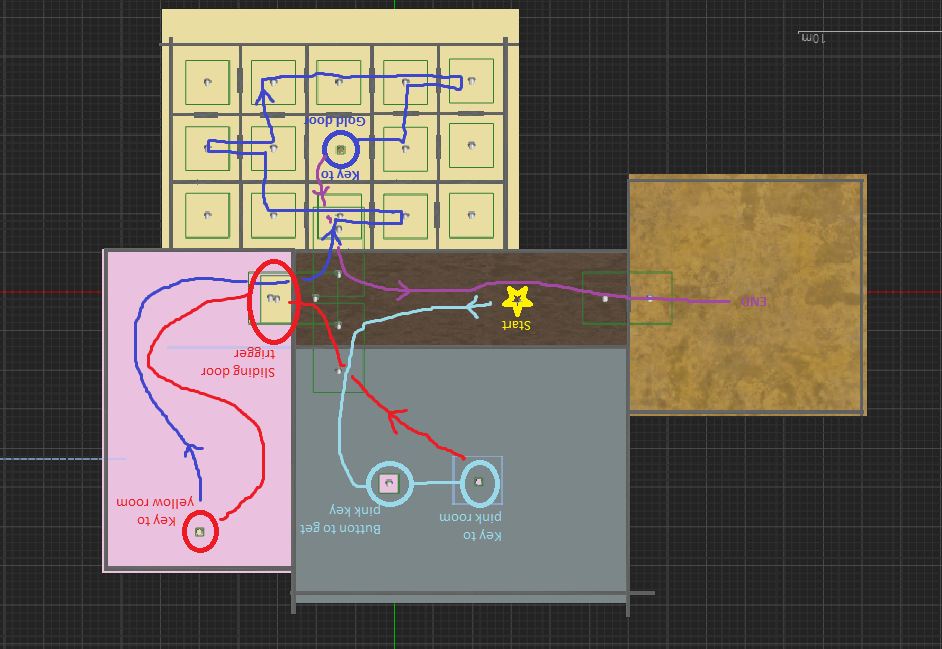 Key to
pink room
Button to get
pink key
Key to
yellow room
Sliding door
trigger
Start
END
Key to
Gold door
10m